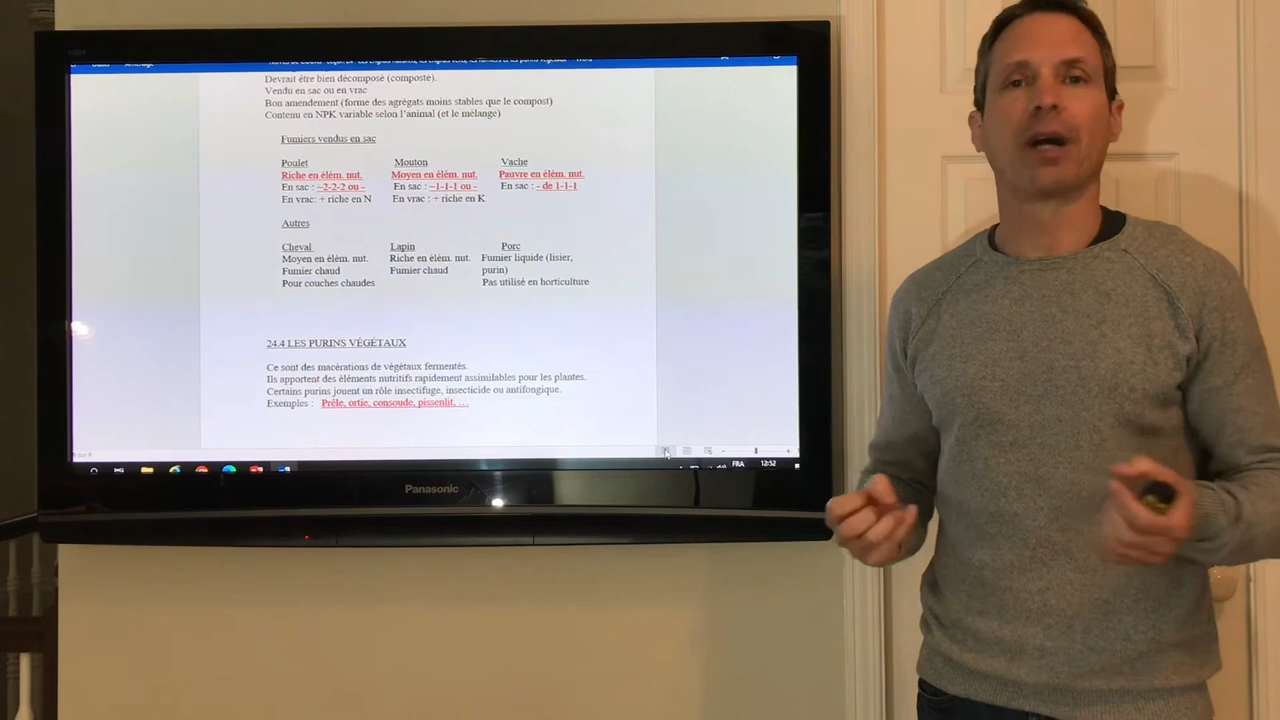 Devrait être bien décomposé (composte).
Vendu en sac ou en vrac
Bon amendement (forme des agrégats moins stables que le compost)
Contenu en NPK variable selon l'animal (et le mélange)
Fumiers vendus en sac
Poulet Mouton Vache
Riche en élém. nut. Moyen en élém. nut. Pauvre en élém. nut.
En sac : ~2-2-2 ou - En sac : ~1-1-1 ou - En sac : - de 1-1-1
En vrac: + riche en N En vrac : + riche en K
Autres
Cheval Lapin Porc
Moyen en élém. nut. Riche en élém. nut. Fumier liquide (lisier,
Fumier chaud Fumier chaud purin)
Pour couches chaudes Pas utilisé en horticulture
24.4 LES PURINS VÉGÉTAUX
Ce sont des macérations de végétaux fermentés.
Ils apportent des éléments nutritifs rapidement assimilables pour les plantes.
Certains purins jouent un rôle insectifuge, insecticide ou antifongique.
Exemples : Prêle, ortie, consoude, pissenlit, …
FRA 12:52
Panasonic